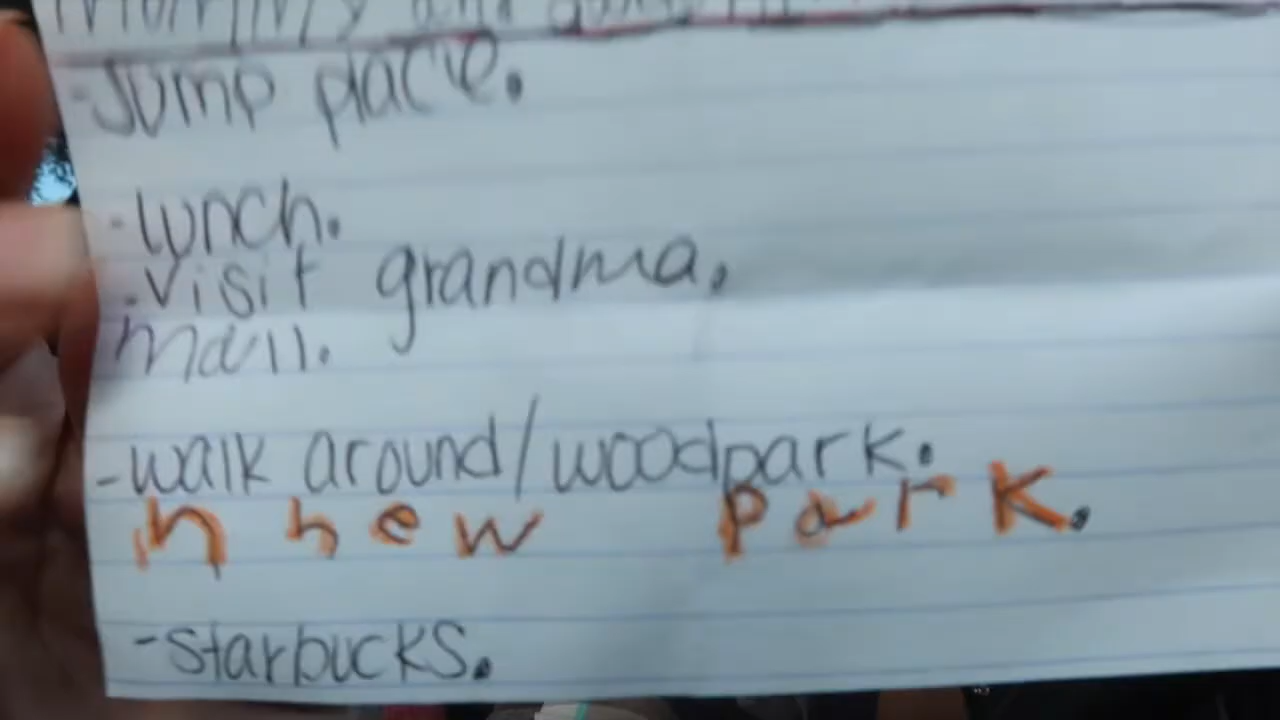 -Jump place.
-lunch.
-visit grandma.
mall.
-walk around/woodpark.
n new park.
-starbucks.